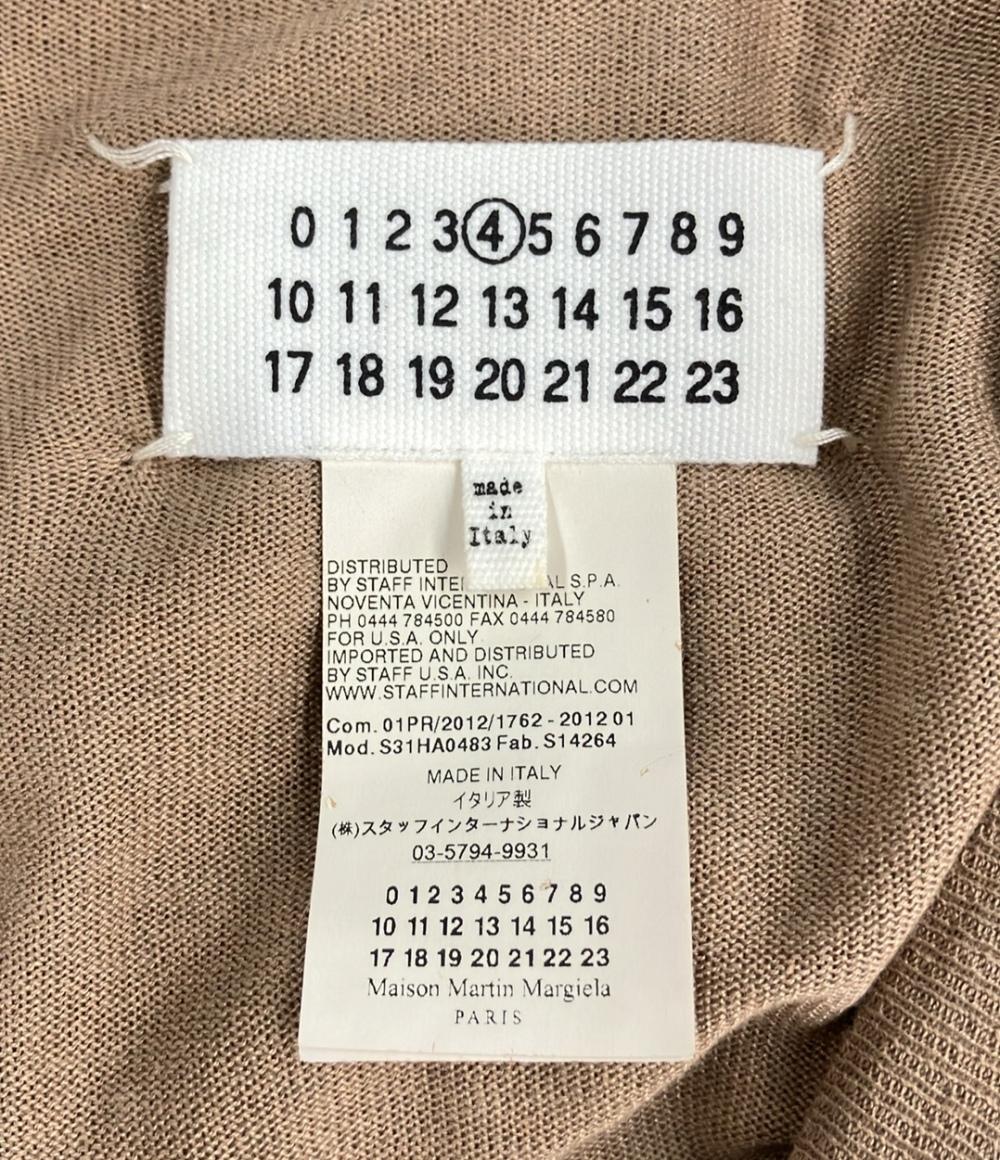 0 1 2 3 4 5 6 7 8 9
10 11 12 13 14 15 16
17 18 19 20 21 22 23
made
in
Italy
DISTRIBUTED
BY STAFF S.P.A.
NOVENTA VICENTINA - ITALY
PH 0444 784500 FAX 0444 784580
FOR U.S.A. ONLY
IMPORTED AND DISTRIBUTED
BY STAFF U.S.A. INC.
WWW.STAFFINTERNATIONAL.COM
Com. 01PR/2012/1762 - 2012 01
Mod. S31HA0483 Fab. S14264
MADE IN ITALY
イタリア製
(株)スタッフインターナショナルジャパン
03-5794-9931
0 1 2 3 4 5 6 7 8 9
10 11 12 13 14 15 16
17 18 19 20 21 22 23
Maison Martin Margiela
PARIS